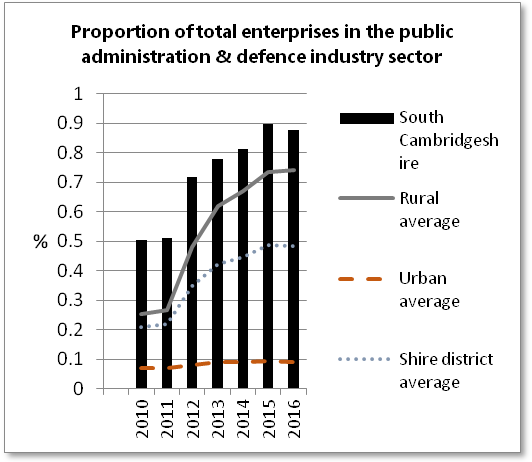 Proportion of total enterprises in the public
administration & defence industry sector
1
0.9
0.8
0.7
0.6
0.5
0.4
0.3
0.2
0.1
0
%
2010
2011
2012
2013
2014
2015
2016
South
Cambridgesh
ire
Rural
average
Urban
average
Shire district
average